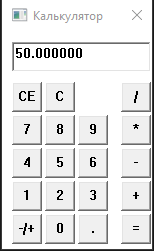 Калькулятор
50.000000
CE C /
7 8 9 *
4 5 6 -
1 2 3 +
-/+ 0 . =